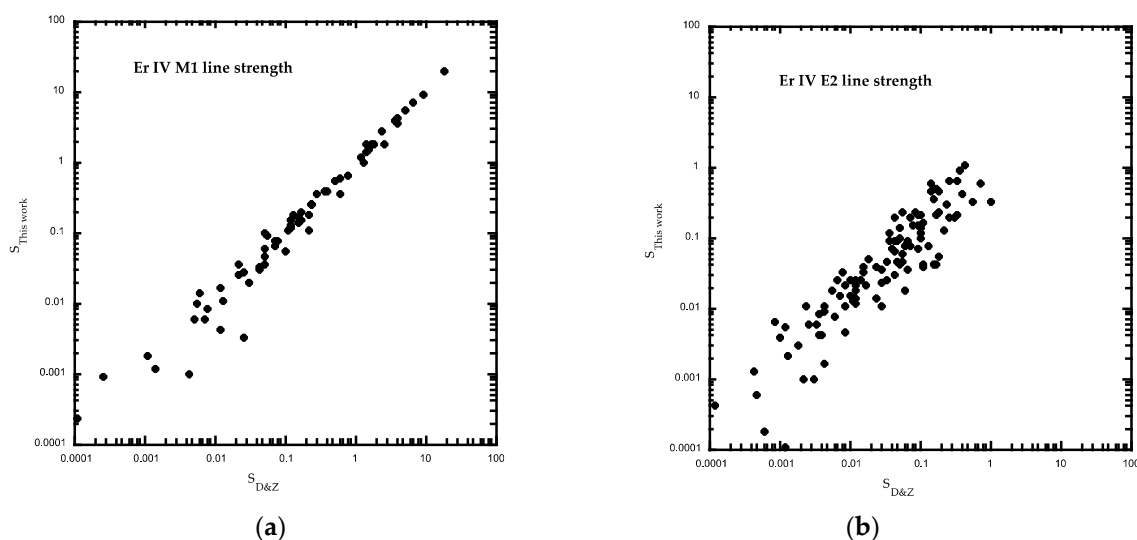 100
10
1
0.1
0.01
0.001
0.0001
S This work
Er IV M1 line strength
0.0001 0.001 0.01 0.1 1 10 100
S D&Z
(a)
100
10
1
0.1
0.01
0.001
0.0001
S This work
Er IV E2 line strength
0.0001 0.001 0.01 0.1 1 10 100
S D&Z
(b)